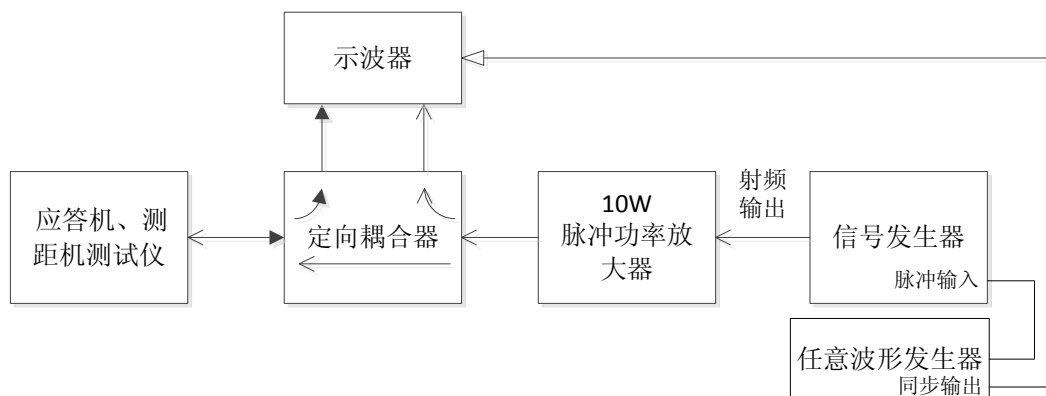 示波器
应答机、测
距机测试仪
定向耦合器
10W
脉冲功率放
大器
射频
输出
信号发生器
脉冲输入
任意波形发生器
同步输出